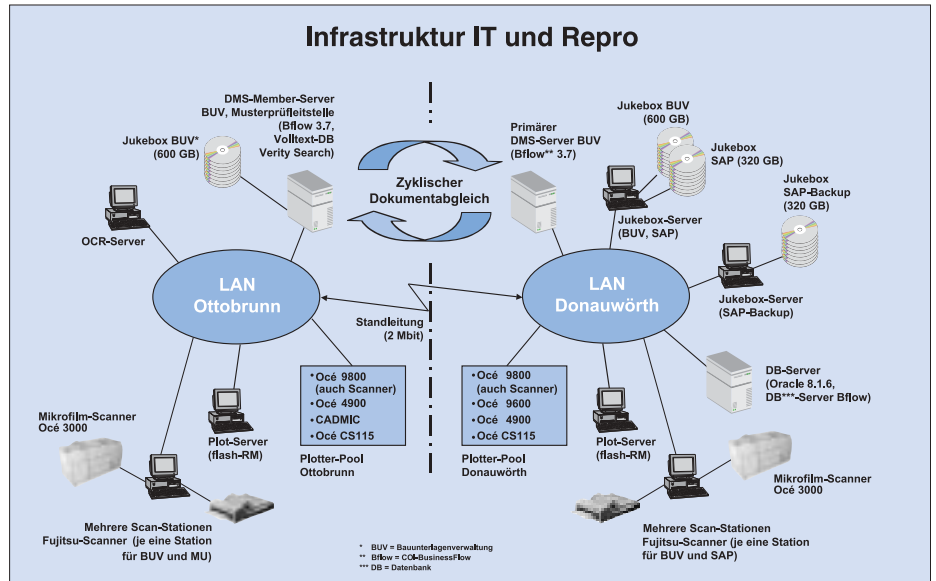 Infrastruktur IT und Repro
DMS-Member-Server
BUV, Musterprüfleitstelle
(Bflow 3.7,
Volltext-DB
Verity Search)
Jukebox BUV*
(600 GB)
OCR-Server
Zyklischer
Dokumentabgleich
Primärer
DMS-Server BUV
(Bflow** 3.7)
Jukebox BUV
(600 GB)
Jukebox
SAP (320 GB)
Jukebox
SAP-Backup
(320 GB)
Jukebox-Server
(BUV, SAP)
Jukebox-Server
(SAP-Backup)
LAN
Ottobrunn
LAN
Donauwörth
Standleitung
(2 Mbit)
•Océ 9800
(auch Scanner)
•Océ 4900
•CADMIC
•Océ CS115
Plotter-Pool
Ottobrunn
•Océ 9800
(auch Scanner)
•Océ 9600
•Océ 4900
•Océ CS115
Plotter-Pool
Donauwörth
DB-Server
(Oracle 8.1.6,
DB***-Server Bflow)
Plot-Server
(flash-RM)
Plot-Server
(flash-RM)
Mikrofilm-Scanner
Océ 3000
Mikrofilm-Scanner
Océ 3000
Mehrere Scan-Stationen
Fujitsu-Scanner (je eine Station
für BUV und MU)
Mehrere Scan-Stationen
Fujitsu-Scanner (je eine Station
für BUV und SAP)
* BUV = Bauunterlagenverwaltung
** Bflow = COI-BusinessFlow
*** DB = Datenbank